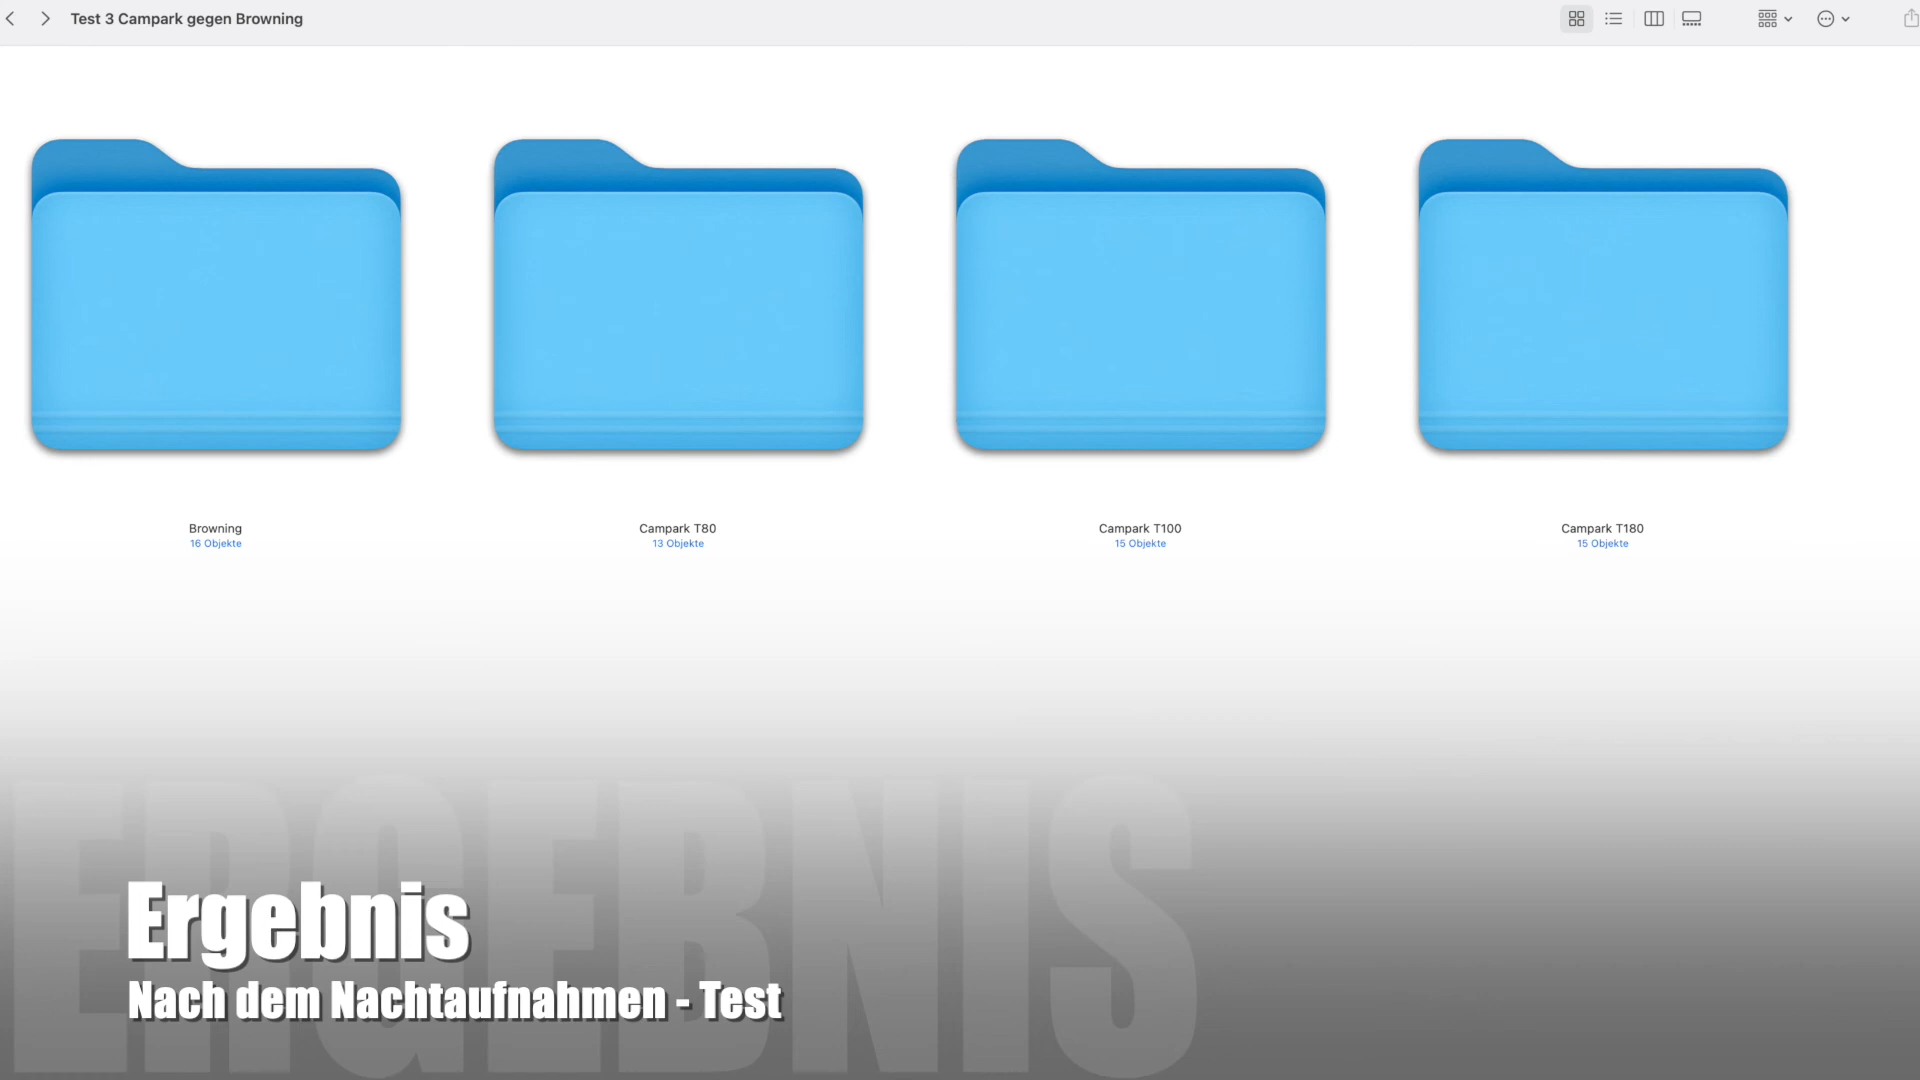 Test 3 Campark gegen Browning
Browning
16 Objekte
Campark T80
13 Objekte
Campark T100
15 Objekte
Campark T180
15 Objekte
ERGEBNIS
Ergebnis
Nach dem Nachtaufnahmen - Test